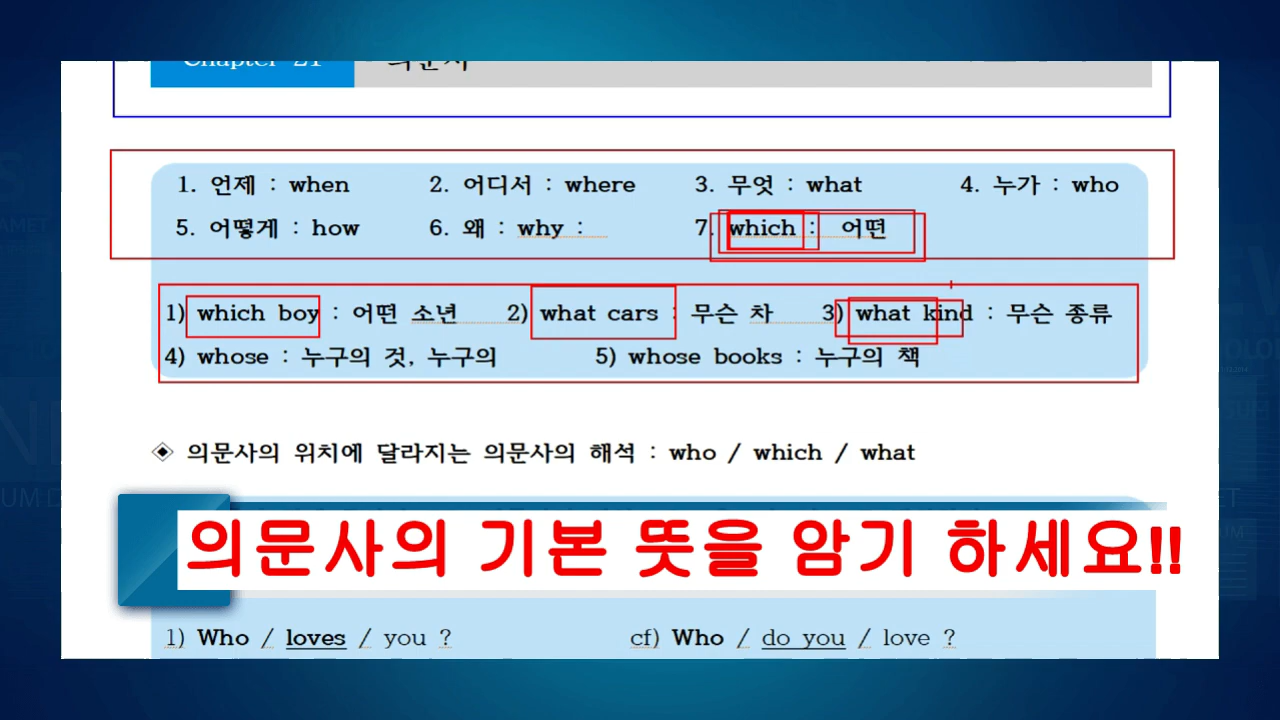 Chapter 21 의문사
1. 언제 : when 2. 어디서 : where 3. 무엇 : what 4. 누가 : who
5. 어떻게 : how 6. 왜 : why : 7. which : 어떤
1) which boy : 어떤 소년 2) what cars : 무슨 차 3) what kind : 무슨 종류
4) whose : 누구의 것, 누구의 5) whose books : 누구의 책
◈ 의문사의 위치에 달라지는 의문사의 해석 : who / which / what
의문사의 기본 뜻을 암기 하세요!!
1) Who / loves / you ? cf) Who / do you / love ?